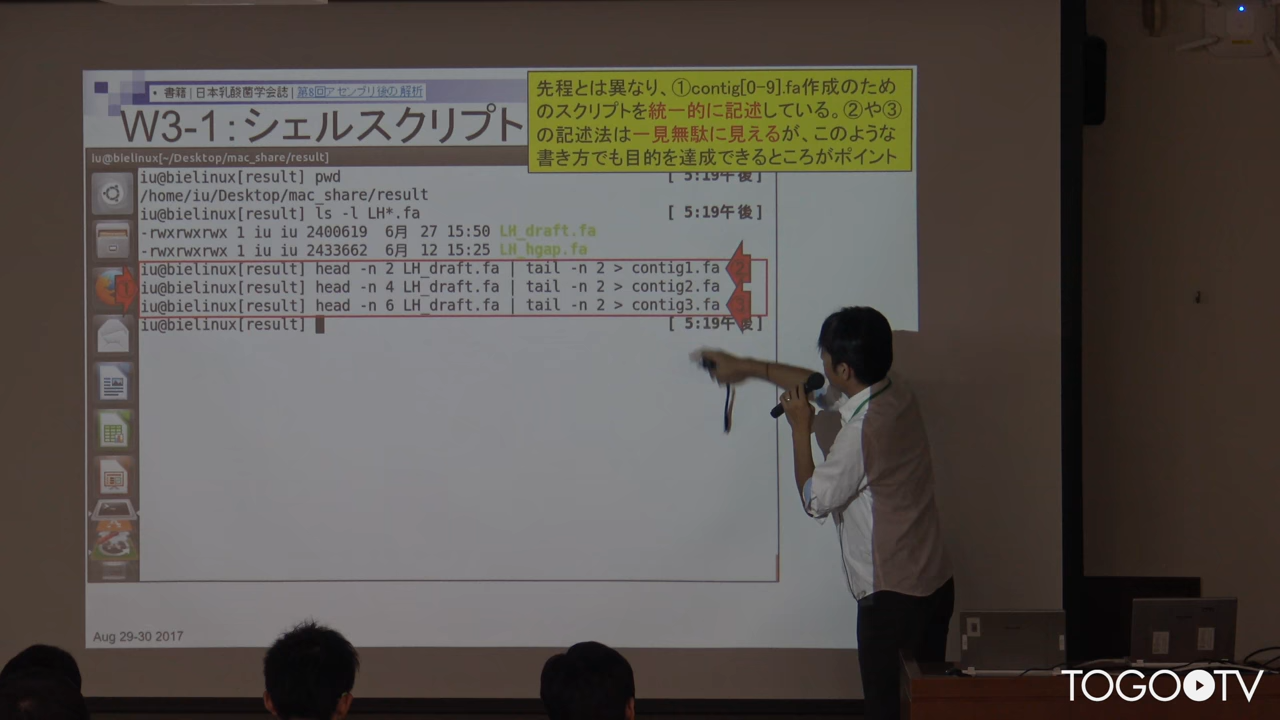 • 書籍 | 日本乳酸菌学会誌 | 第8回アセンブリ後の解析
W3-1：シェルスクリプト
先程とは異なり、①contig[0-9].fa作成のため
のスクリプトを統一的に記述している。②や③
の記述法は一見無駄に見えるが、このような
書き方でも目的を達成できるところがポイント
iu@bielinux[~/Desktop/mac_share/result]
iu@bielinux[result] pwd [ 5:19午後]
/home/iu/Desktop/mac_share/result
iu@bielinux[result] ls -l LH*.fa [ 5:19午後]
-rwxrwxrwx 1 iu iu 2400619 6月 27 15:50 LH_draft.fa
-rwxrwxrwx 1 iu iu 2433662 6月 12 15:25 LH_hgap.fa
iu@bielinux[result] head -n 2 LH_draft.fa | tail -n 2 > contig1.fa ②
iu@bielinux[result] head -n 4 LH_draft.fa | tail -n 2 > contig2.fa
① iu@bielinux[result] head -n 6 LH_draft.fa | tail -n 2 > contig3.fa ③
iu@bielinux[result] [ 5:19午後]
Aug 29-30 2017
TOGO TV